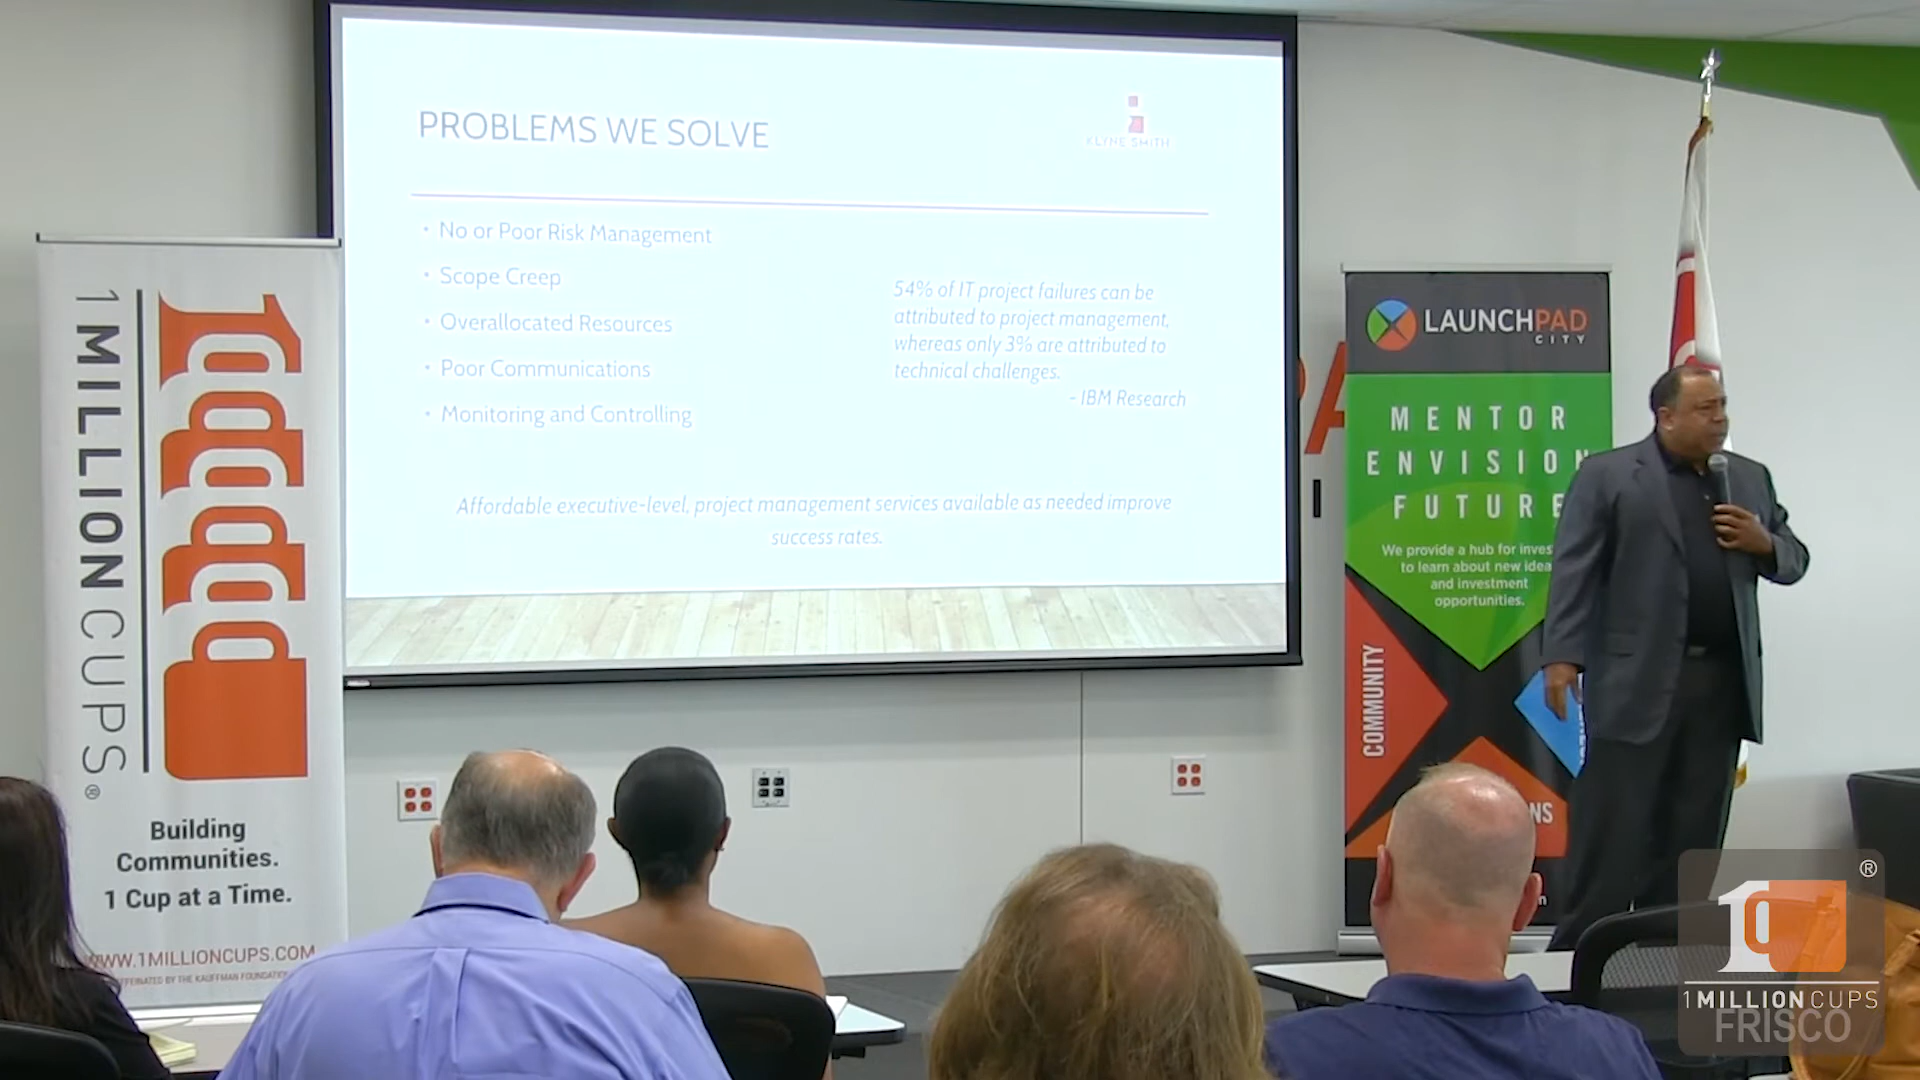 PROBLEMS WE SOLVE
KLYNE SMITH
• No or Poor Risk Management
• Scope Creep
• Overallocated Resources
• Poor Communications
• Monitoring and Controlling
54% of IT project failures can be
attributed to project management,
whereas only 3% are attributed to
technical challenges.
- IBM Research
Affordable executive-level, project management services available as needed improve
success rates.
1 MILLION CUPS®
Building
Communities.
1 Cup at a Time.
WWW.1MILLIONCUPS.COM
BY THE KAUFFMAN FOUNDATION
LAUNCHPAD
CITY
MENTOR
ENVISION
FUTURE
We provide a hub for
to learn about new
and investment
opportunities.
COMMUNITY
®
1 MILLION CUPS
FRISCO